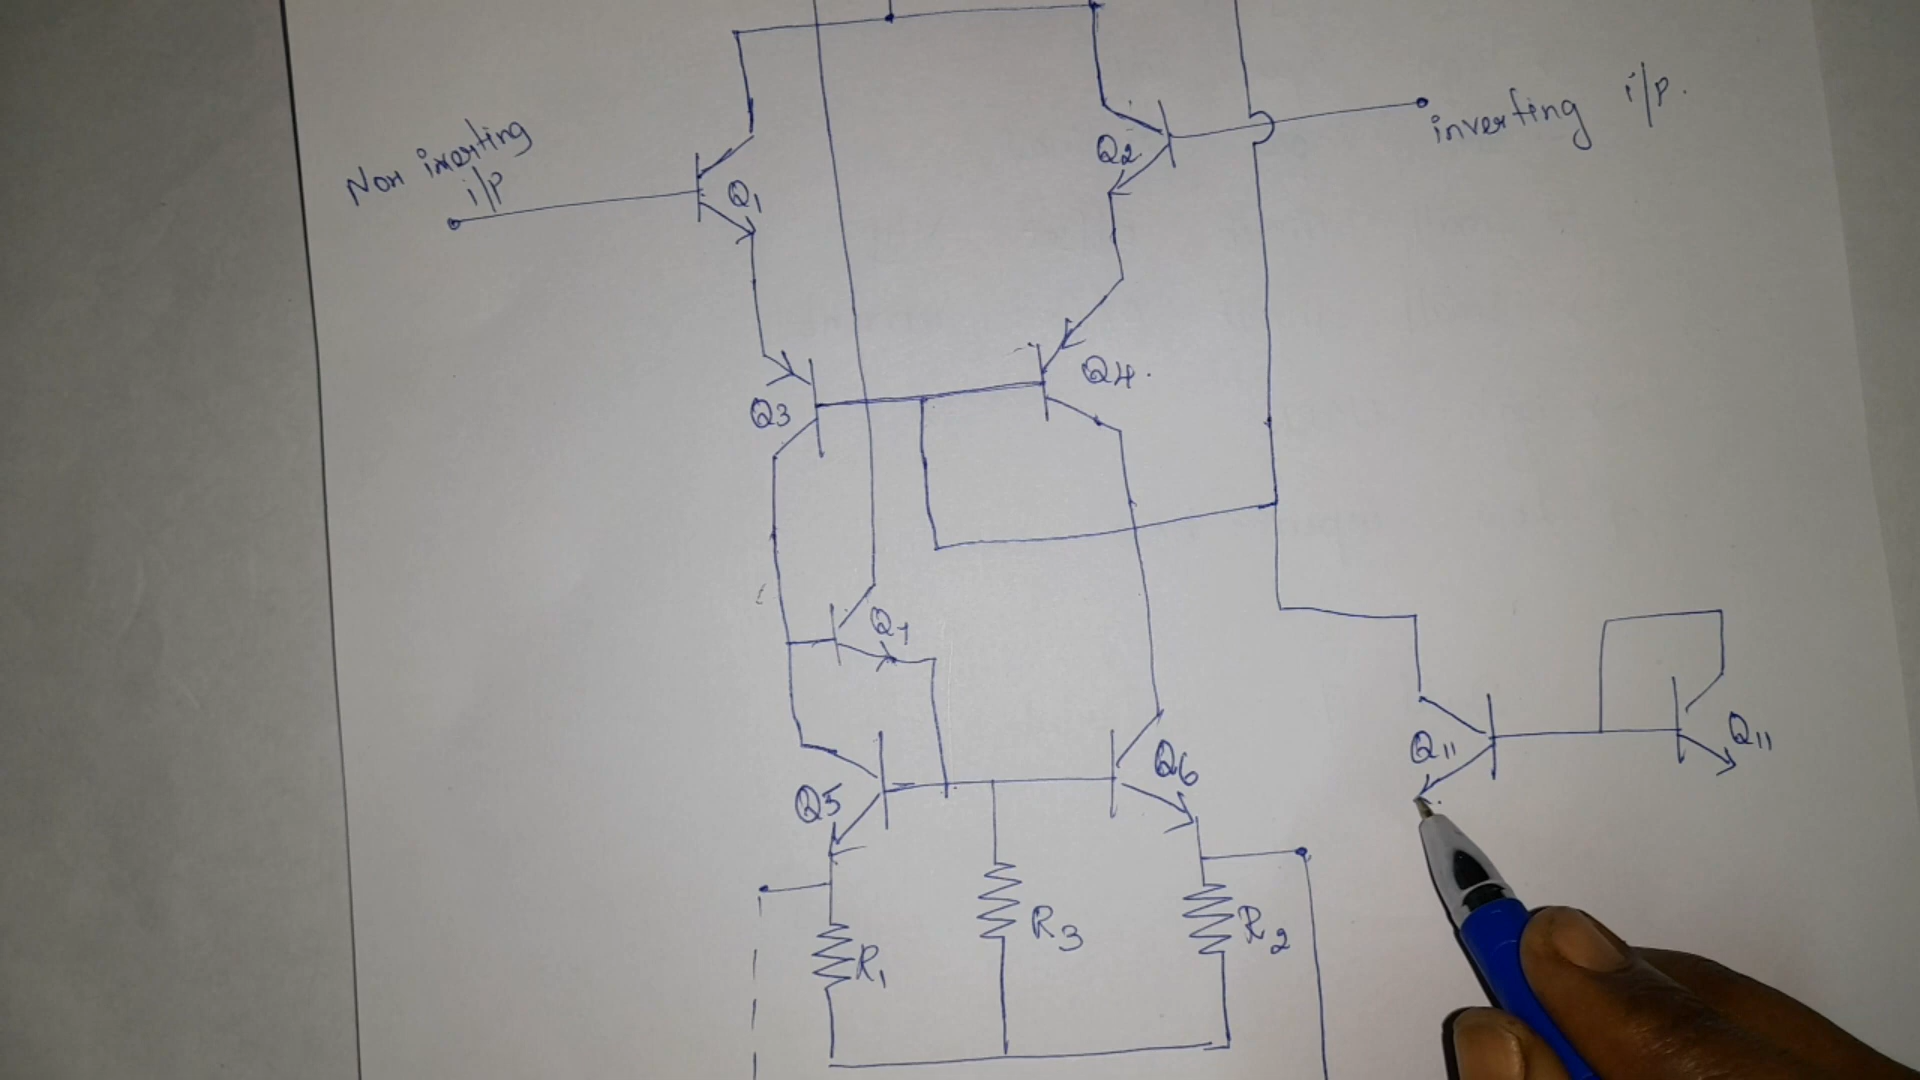 Non inverting
i/p
inverting i/p.
Q1
Q2
Q3
Q4.
Q7
Q5
Q6
Q11
Q11
R1
R3
R2